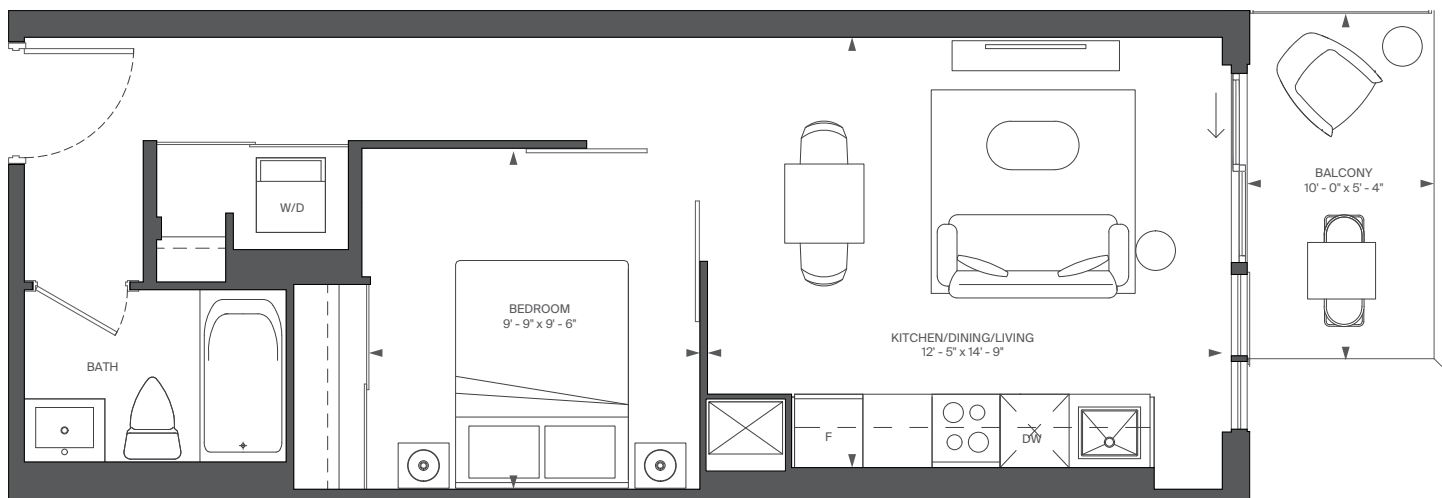 W/D
BALCONY
10' - 0" x 5' - 4"
BEDROOM
9' - 9" x 9' - 6"
KITCHEN/DINING/LIVING
12' - 5" x 14' - 9"
BATH
F
DW